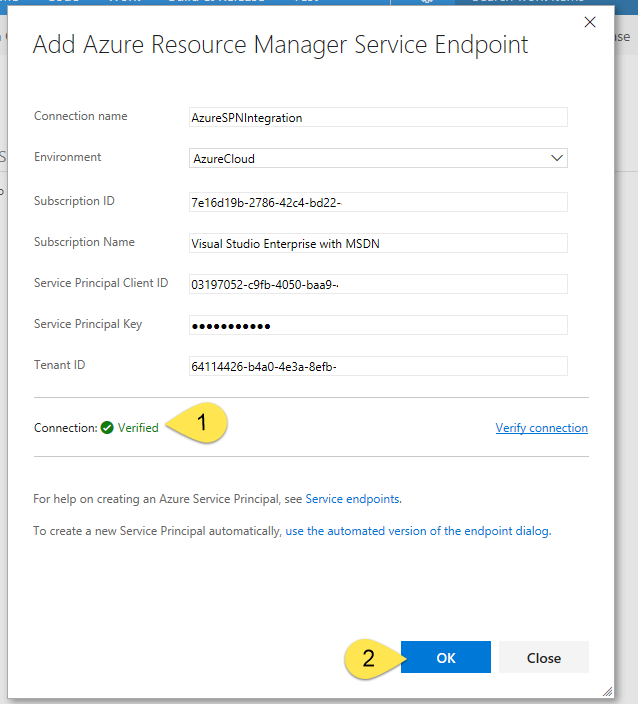 Add Azure Resource Manager Service Endpoint
Connection name AzureSPNIntegration
Environment AzureCloud
Subscription ID 7e16d19b-2786-42c4-bd22-
Subscription Name Visual Studio Enterprise with MSDN
Service Principal Client ID 03197052-c9fb-4050-baa9-
Service Principal Key ●●●●●●●●●●●
Tenant ID 64114426-b4a0-4e3a-8efb-
Connection: Verified 1 Verify connection
For help on creating an Azure Service Principal, see Service endpoints.
To create a new Service Principal automatically, use the automated version of the endpoint dialog.
2 OK Close